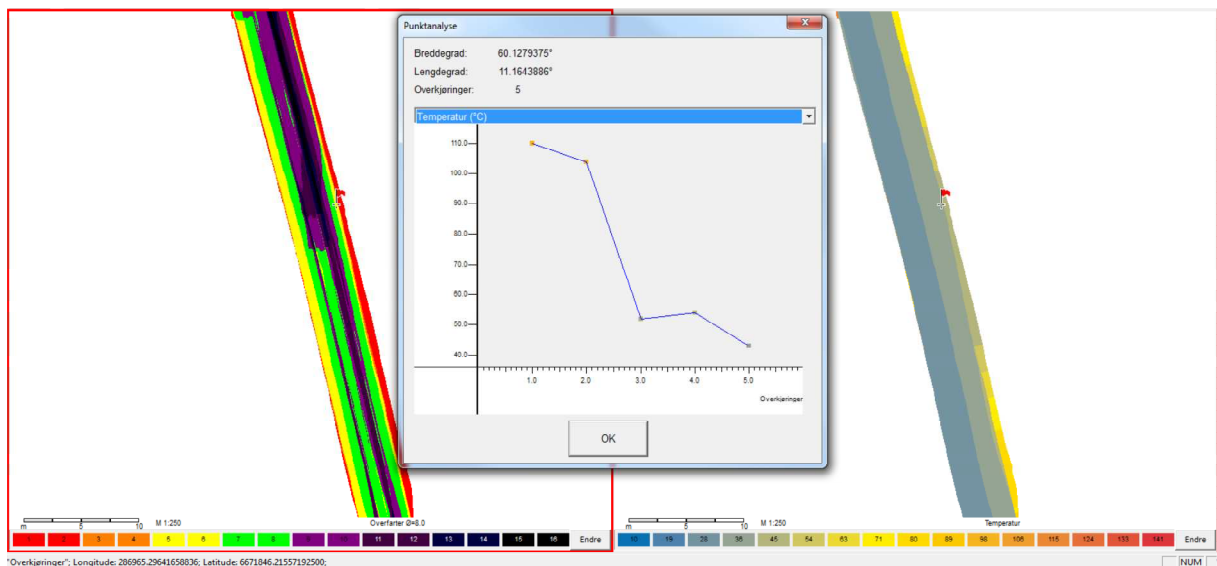 Punktanalyse
Breddegrad: 60.1279375°
Lengdegrad: 11.1643886°
Overkjøringer: 5
Temperatur (°C)
110.0
100.0
90.0
80.0
70.0
60.0
50.0
40.0
1.0 2.0 3.0 4.0 5.0
Overkjøringer
OK
m 5 10 M 1:250 Overfarter Ø=8.0
1 2 3 4 5 6 7 8 9 10 11 12 13 14 15 16 Endre
m 5 10 M 1:250 Temperatur
10 19 28 36 45 54 63 71 80 89 98 106 115 124 133 141 Endre
"Overkjøringer"; Longitude: 286965.29641658836; Latitude: 6671846.21557192500;
NUM